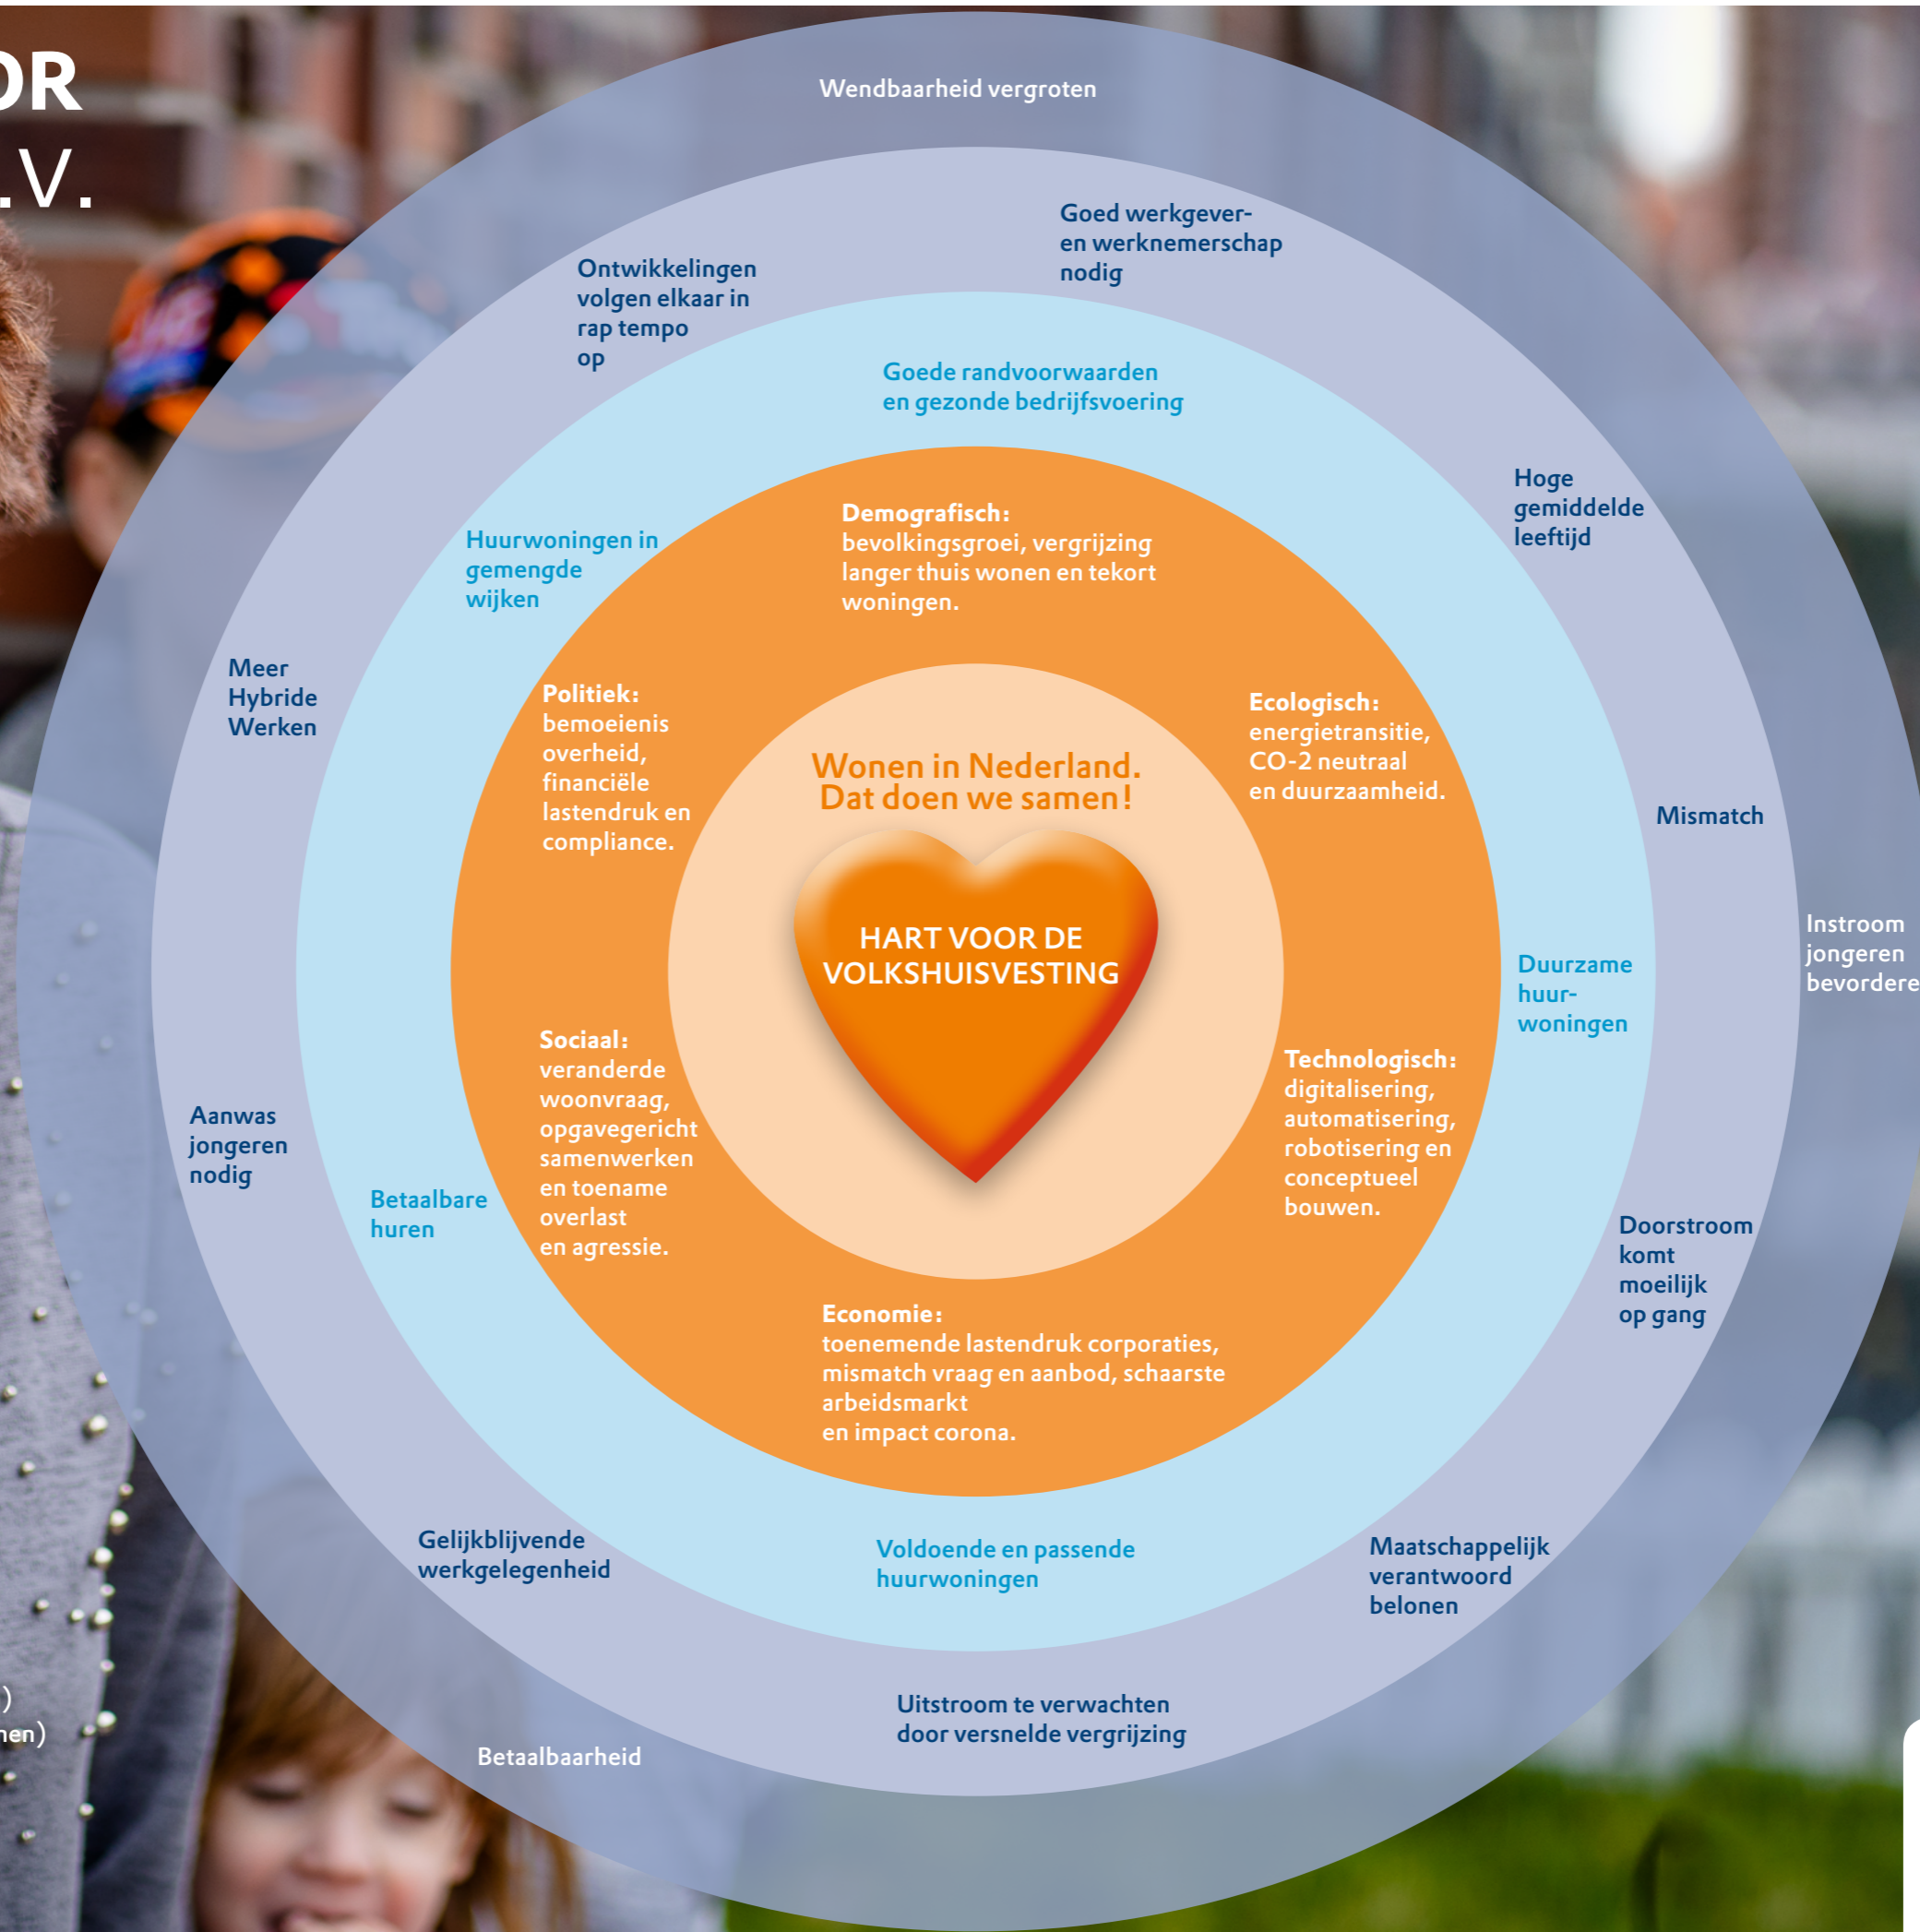 OR
.V.
Wendbaarheid vergroten
Goed werkgever-
en werknemerschap
nodig
Ontwikkelingen
volgen elkaar in
rap tempo
op
Goede randvoorwaarden
en gezonde bedrijfsvoering
Hoge
gemiddelde
leeftijd
Huurwoningen in
gemengde
wijken
Demografisch:
bevolkingsgroei, vergrijzing
langer thuis wonen en tekort
woningen.
Meer
Hybride
Werken
Politiek:
bemoeienis
overheid,
financiële
lastendruk en
compliance.
Ecologisch:
energietransitie,
CO-2 neutraal
en duurzaamheid.
Wonen in Nederland.
Dat doen we samen!
Mismatch
HART VOOR DE
VOLKSHUISVESTING
Instroom
jongeren
bevordere
Duurzame
huur-
woningen
Sociaal:
veranderde
woonvraag,
opgavegericht
samenwerken
en toename
overlast
en agressie.
Technologisch:
digitalisering,
automatisering,
robotisering en
conceptueel
bouwen.
Aanwas
jongeren
nodig
Betaalbare
huren
Doorstroom
komt
moeilijk
op gang
Economie:
toenemende lastendruk corporaties,
mismatch vraag en aanbod, schaarste
arbeidsmarkt
en impact corona.
Gelijkblijvende
werkgelegenheid
Voldoende en passende
huurwoningen
Maatschappelijk
verantwoord
belonen
Uitstroom te verwachten
door versnelde vergrijzing
)
nen)
Betaalbaarheid